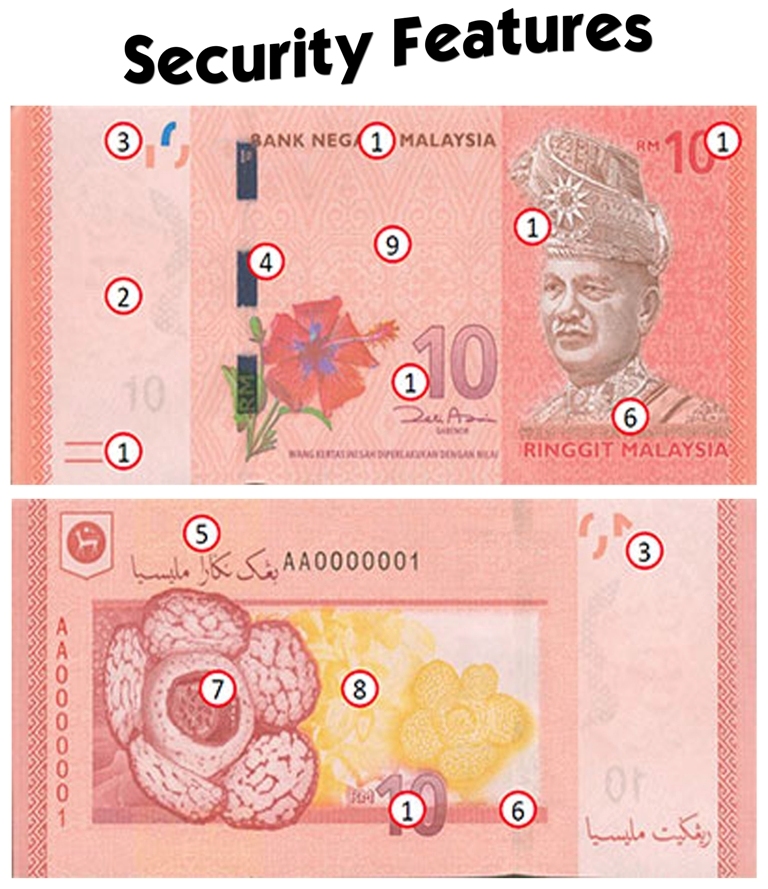 Security Features
3
BANK NEGA 1 MALAYSIA
RM 10 1
1
9
4
2
10
1 10
GABENOR
6
RM
1
WANG KERTAS INI SAH DIPERLAKUKAN DENGAN NILAI
RINGGIT MALAYSIA
5
3
بڠک نݢارا مليسيا AA0000001
AA0000001
7
8
RM 10
1
6
10
رڠݢيت مليسيا